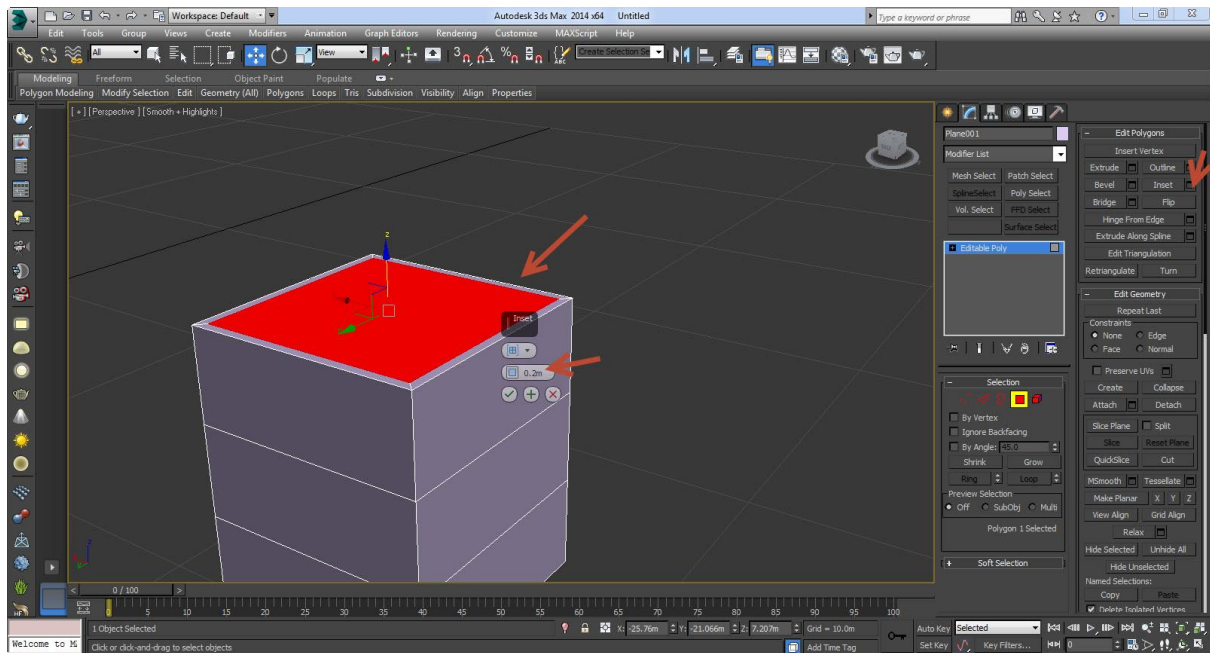 Workspace: Default
Autodesk 3ds Max 2014 x64 Untitled
Type a keyword or phrase
Edit Tools Group Views Create Modifiers Animation Graph Editors Rendering Customize MAXScript Help
All
View
Create Selection Se
Modeling Freeform Selection Object Paint Populate
Polygon Modeling Modify Selection Edit Geometry (All) Polygons Loops Tris Subdivision Visibility Align Properties
[ + ] [ Perspective ] [ Smooth + Highlights ]
z
Inset
0.2m
Plane001
Modifier List
Mesh Select Patch Select
SplineSelect Poly Select
Vol. Select FFD Select
Surface Select
Editable Poly
Selection
By Vertex
Ignore Backfacing
By Angle: 45.0
Shrink Grow
Ring Loop
Preview Selection
Off SubObj Multi
Polygon 1 Selected
Soft Selection
Edit Polygons
Insert Vertex
Extrude Outline
Bevel Inset
Bridge Flip
Hinge From Edge
Extrude Along Spline
Edit Triangulation
Retriangulate Turn
Edit Geometry
Repeat Last
Constraints
None Edge
Face Normal
Preserve UVs
Create Collapse
Attach Detach
Slice Plane Split
Slice Reset Plane
QuickSlice Cut
MSmooth Tessellate
Make Planar X Y Z
View Align Grid Align
Relax
Hide Selected Unhide All
Hide Unselected
Named Selections:
Copy Paste
Delete Isolated Vertices
0 / 100
0 5 10 15 20 25 30 35 40 45 50 55 60 65 70 75 80 85 90 95 100
1 Object Selected
X: -25.76m Y: -21.066m Z: 7.207m Grid = 10.0m
Auto Key Selected
Welcome to M
Click or click-and-drag to select objects
Add Time Tag
Set Key Key Filters... 0